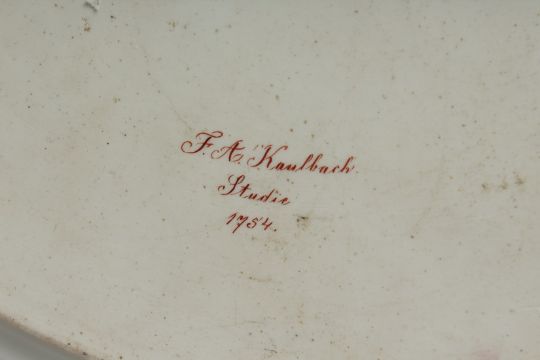 F. A. Kaulbach.
Studie
1754.